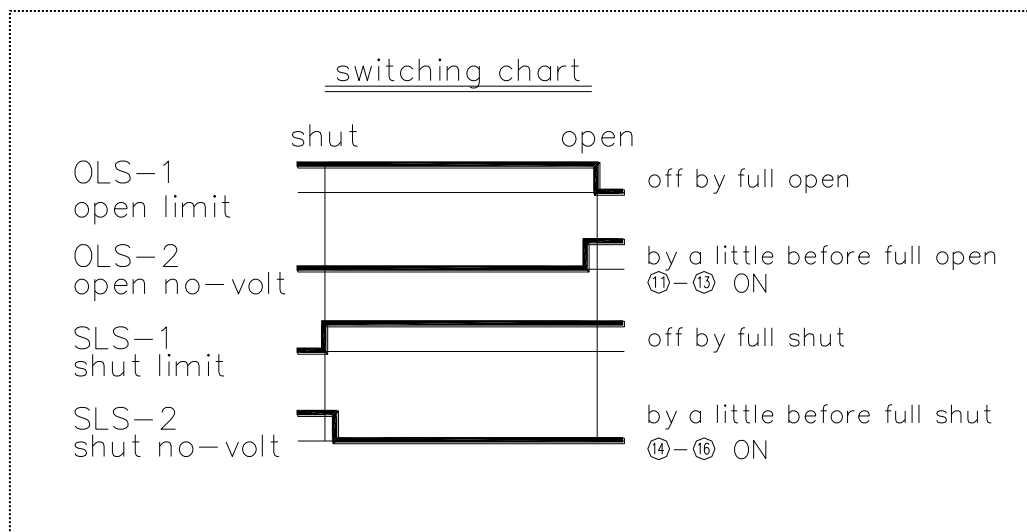 switching chart
shut open
OLS-1
open limit
off by full open
OLS-2
open no-volt
by a little before full open
⑪-⑬ ON
SLS-1
shut limit
off by full shut
SLS-2
shut no-volt
by a little before full shut
⑭-⑯ ON